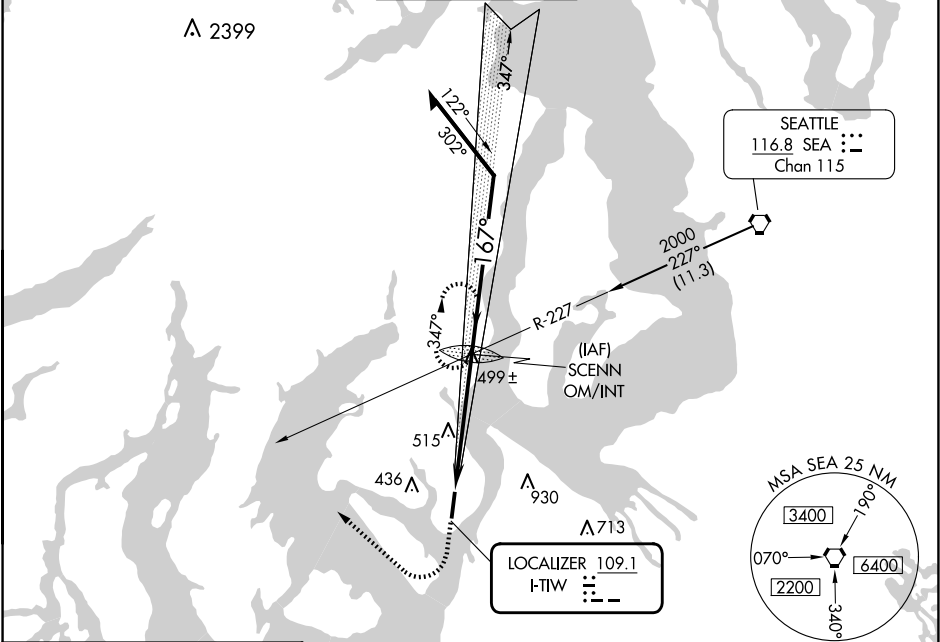 2399
347°
122°
302°
SEATTLE
116.8 SEA
Chan 115
167°
2000
227°
(11.3)
R-227
347°
(IAF)
SCENN
OM/INT
499 ±
515
436
930
713
LOCALIZER 109.1
I-TIW
MSA SEA 25 NM
3400
190°
070°
6400
2200
340°